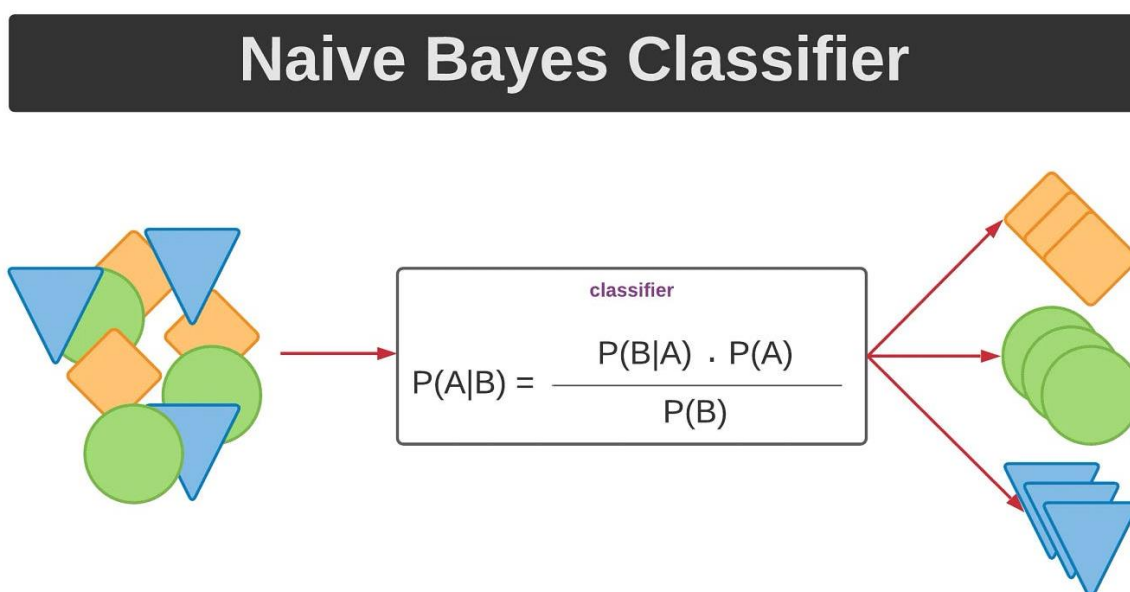 Naive Bayes Classifier
classifier
P(B|A) . P(A)
P(A|B) =
P(B)